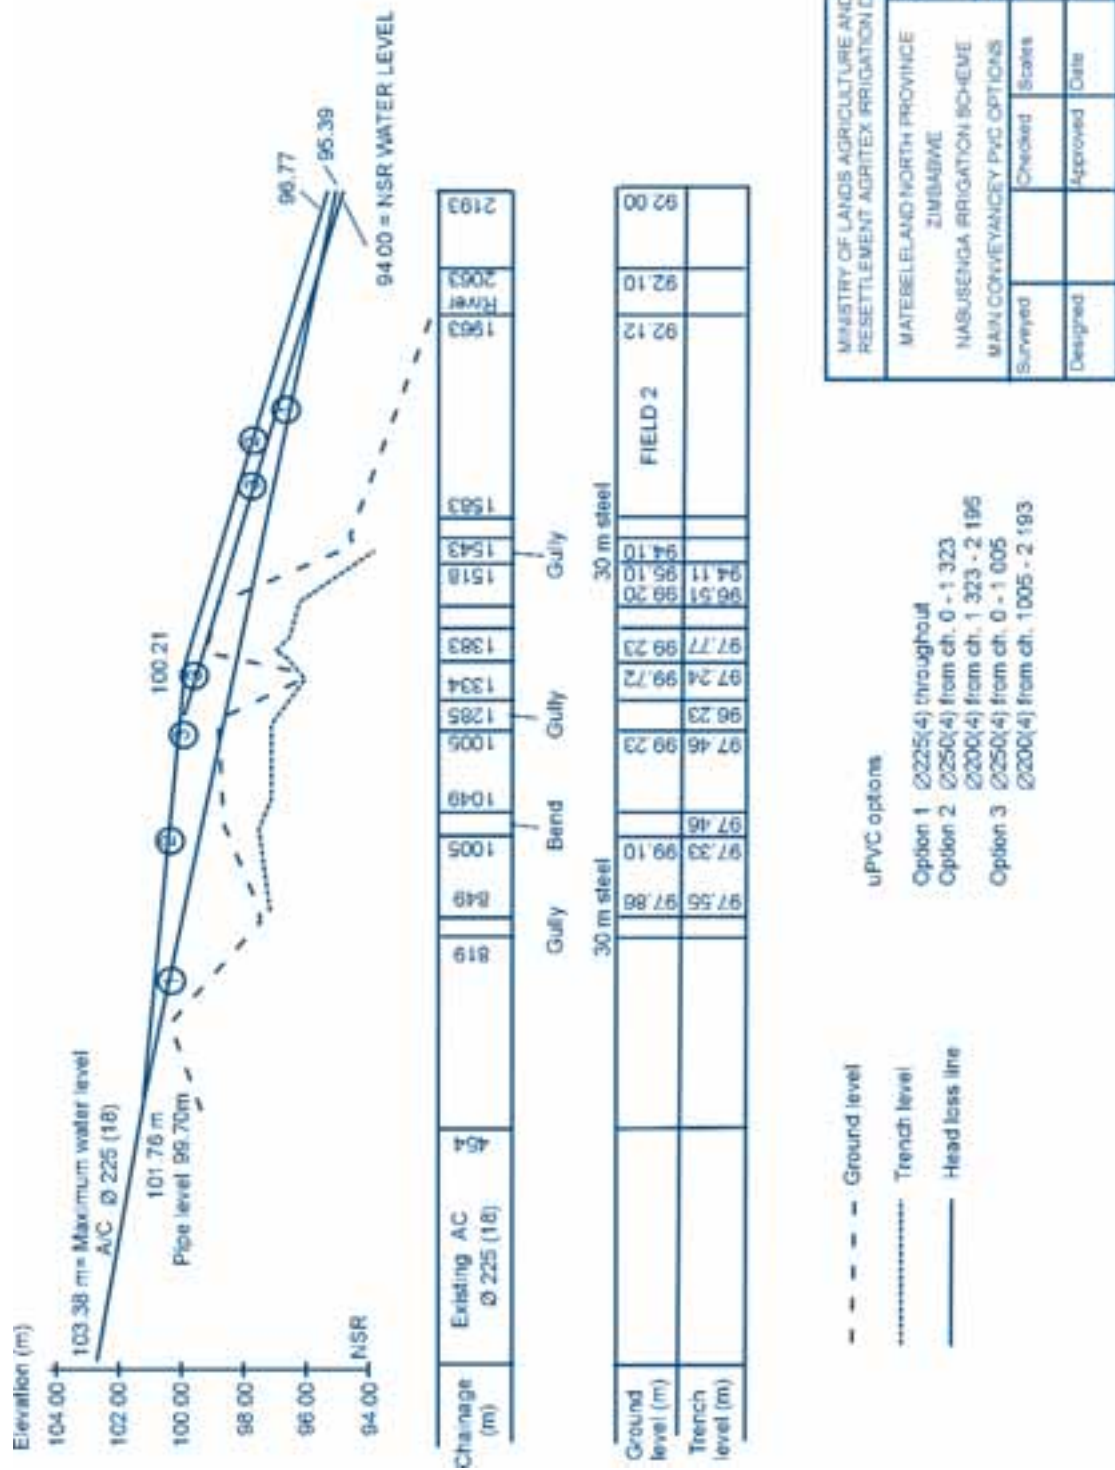 Elevation (m)
104.00
102.00
100.00
98.00
96.00
94.00
NSR
103.38 m= Maximum water level
A/C Ø 225 (18)
101.76 m
Pipe level 99.70m
1
2
3
3
100.21
3
2
1
96.77
95.39
94.00 = NSR WATER LEVEL
Chainage (m)
Existing AC
Ø 225 (18)
454
819
849
1005
1049
1005
1285
1334
1383
1518
1543
1583
1963
River
2063
2193
Gully
Bend
Gully
Gully
30 m steel
30 m steel
Ground level (m)
97.86
99.10
99.23
99.72
99.23
99.20
95.10
94.10
FIELD 2
92.12
92.10
92.00
Trench level (m)
97.55
97.33
97.46
97.46
96.23
97.24
97.77
96.51
94.11
Ground level
Trench level
Head loss line
uPVC options
Option 1 Ø225(4) throughout
Option 2 Ø250(4) from ch. 0 - 1 323
Ø200(4) from ch. 1 323 - 2 195
Option 3 Ø250(4) from ch. 0 - 1 005
Ø200(4) from ch. 1005 - 2 193
MINISTRY OF LANDS AGRICULTURE AND
RESETTLEMENT AGRITEX IRRIGATION D
MATEBELELAND NORTH PROVINCE
ZIMBABWE
NABUSENGA IRRIGATION SCHEME
MAIN CONVEYANCEY PVC OPTIONS
Surveyed
Checked
Scales
Designed
Approved
Date